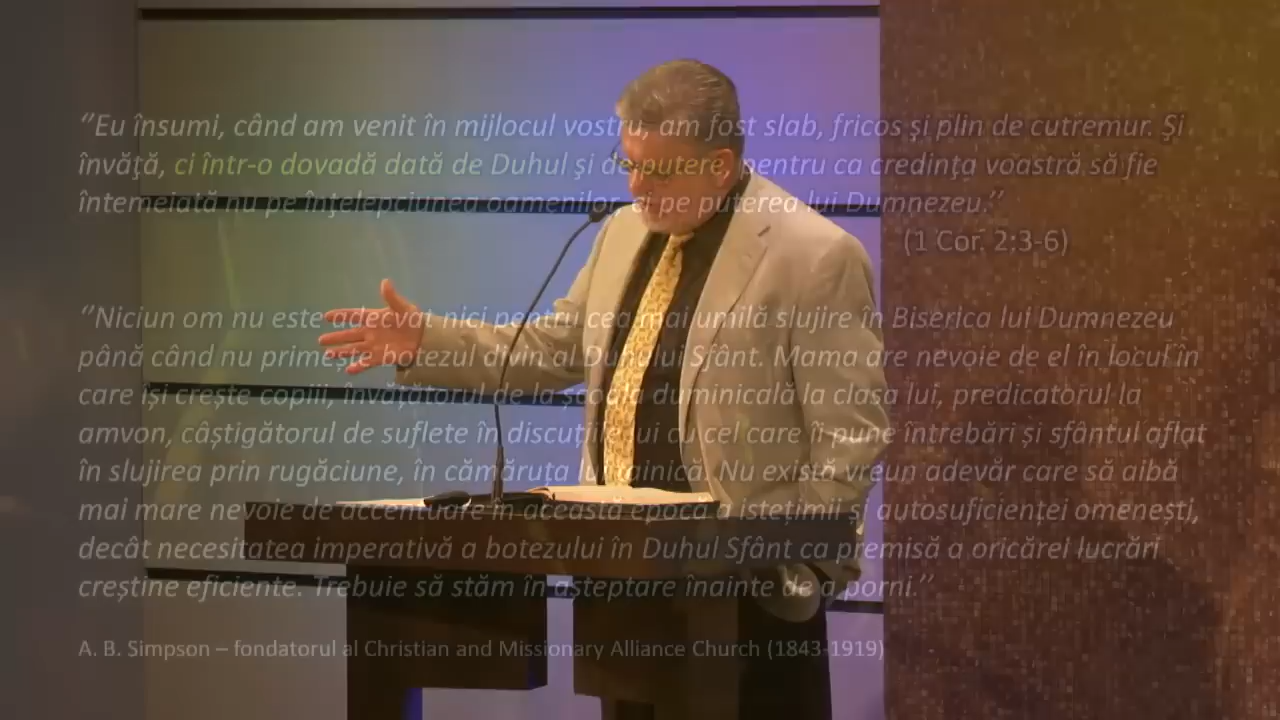 “Eu însumi, când am venit în mijlocul vostru, am fost slab, fricos și plin de cutremur. Și
învăţă, ci într-o dovadă dată de Duhul şi de putere, pentru ca credinţa voastră să fie
întemeiată nu pe înţelepciunea oamenilor, ci pe puterea lui Dumnezeu.”
(1 Cor. 2:3-6)
“Niciun om nu este adecvat nici pentru cea mai umilă slujire în Biserica lui Dumnezeu
până când nu primește botezul divin al Duhului Sfânt. Mama are nevoie de el în locul în
care își crește copiii, învățătorul de la școala duminicală la clasa lui, predicatorul la
amvon, câștigătorul de suflete în discuțiile lui cu cel care îi pune întrebări și sfântul aflat
în slujirea prin rugăciune, în cămăruța lui tainică. Nu există vreun adevăr care să aibă
mai mare nevoie de accentuare în această epocă a istețimii și autosuficienței omenești,
decât necesitatea imperativă a botezului în Duhul Sfânt ca premisă a oricărei lucrări
creștine eficiente. Trebuie să stăm în așteptare înainte de a porni.”
A. B. Simpson – fondatorul al Christian and Missionary Alliance Church (1843-1919)